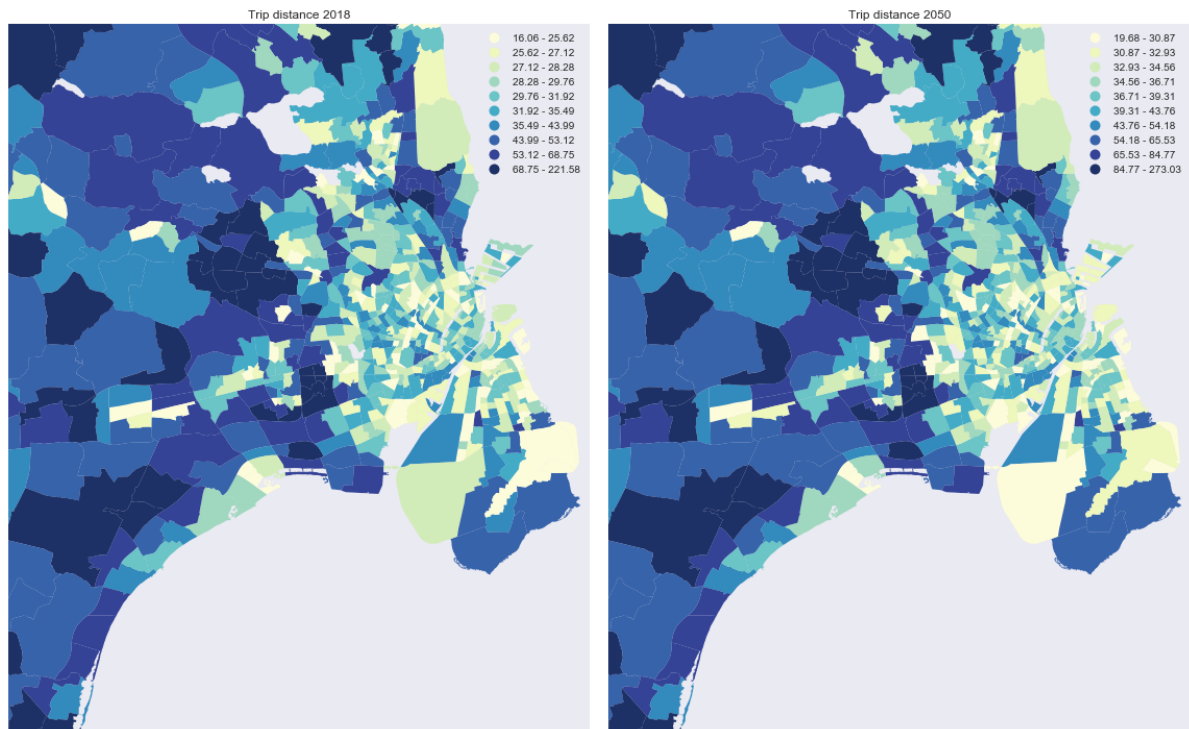 Trip distance 2018
16.06 - 25.62
25.62 - 27.12
27.12 - 28.28
28.28 - 29.76
29.76 - 31.92
31.92 - 35.49
35.49 - 43.99
43.99 - 53.12
53.12 - 68.75
68.75 - 221.58
Trip distance 2050
19.68 - 30.87
30.87 - 32.93
32.93 - 34.56
34.56 - 36.71
36.71 - 39.31
39.31 - 43.76
43.76 - 54.18
54.18 - 65.53
65.53 - 84.77
84.77 - 273.03